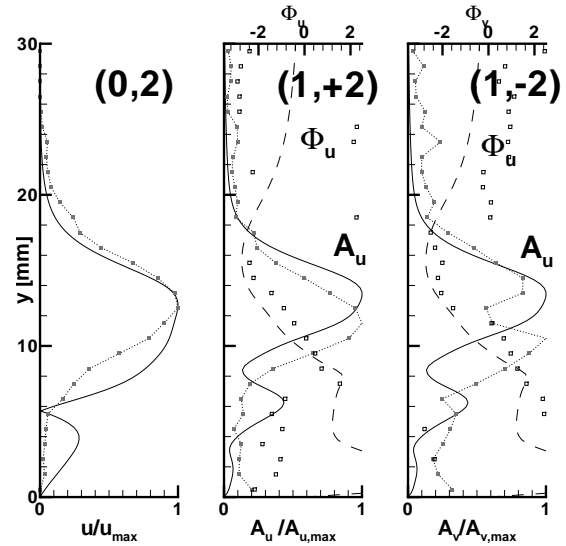 Φu
Φv
-2 0 2
-2 0 2
30
20
10
0
y [mm]
(0,2)
(1,+2)
(1,-2)
Φu
Φu
Au
Au
0 1
0 1
0 1
u/umax
Au/Au,max
Av/Av,max